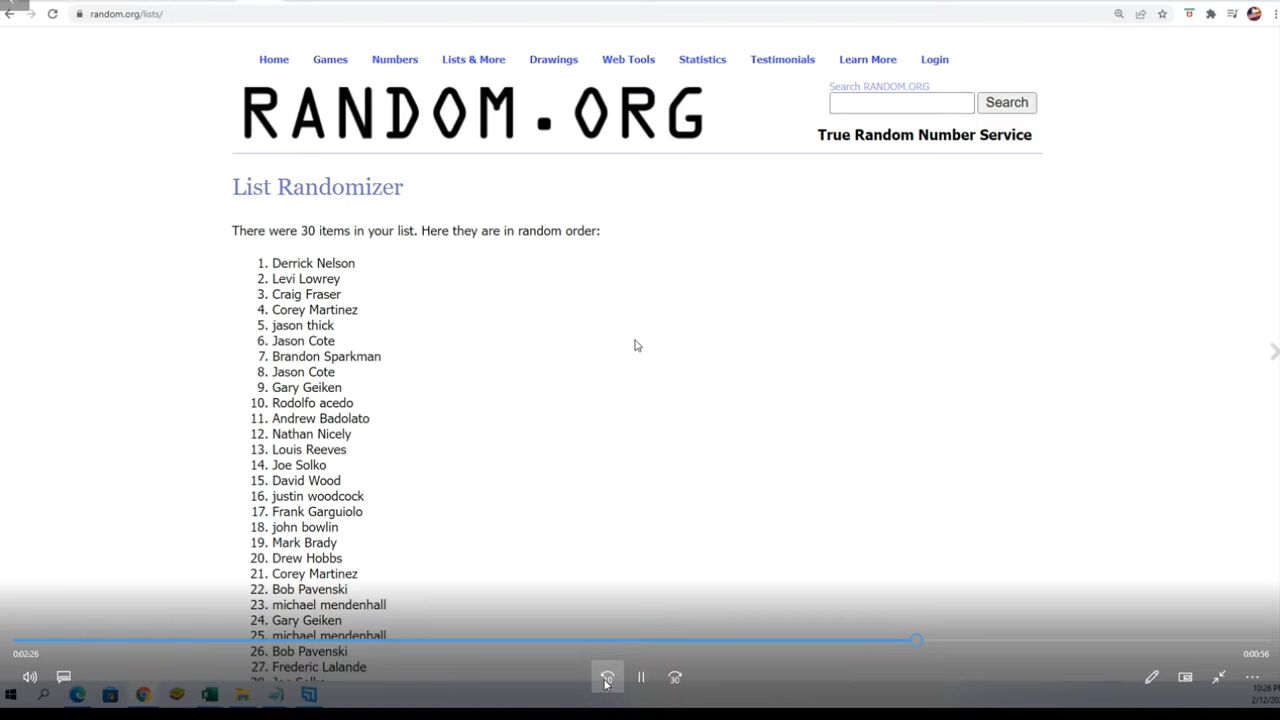 random.org/lists/
Home Games Numbers Lists & More Drawings Web Tools Statistics Testimonials Learn More Login
RANDOM.ORG
Search RANDOM.ORG
Search
True Random Number Service
List Randomizer
There were 30 items in your list. Here they are in random order:
1. Derrick Nelson
2. Levi Lowrey
3. Craig Fraser
4. Corey Martinez
5. jason thick
6. Jason Cote
7. Brandon Sparkman
8. Jason Cote
9. Gary Geiken
10. Rodolfo acedo
11. Andrew Badolato
12. Nathan Nicely
13. Louis Reeves
14. Joe Solko
15. David Wood
16. justin woodcock
17. Frank Garguiolo
18. john bowlin
19. Mark Brady
20. Drew Hobbs
21. Corey Martinez
22. Bob Pavenski
23. michael mendenhall
24. Gary Geiken
25. michael mendenhall
26. Bob Pavenski
0:02:26 0:00:56
27. Frederic Lalande
10 30
28. Joe Solko
10:26 PM